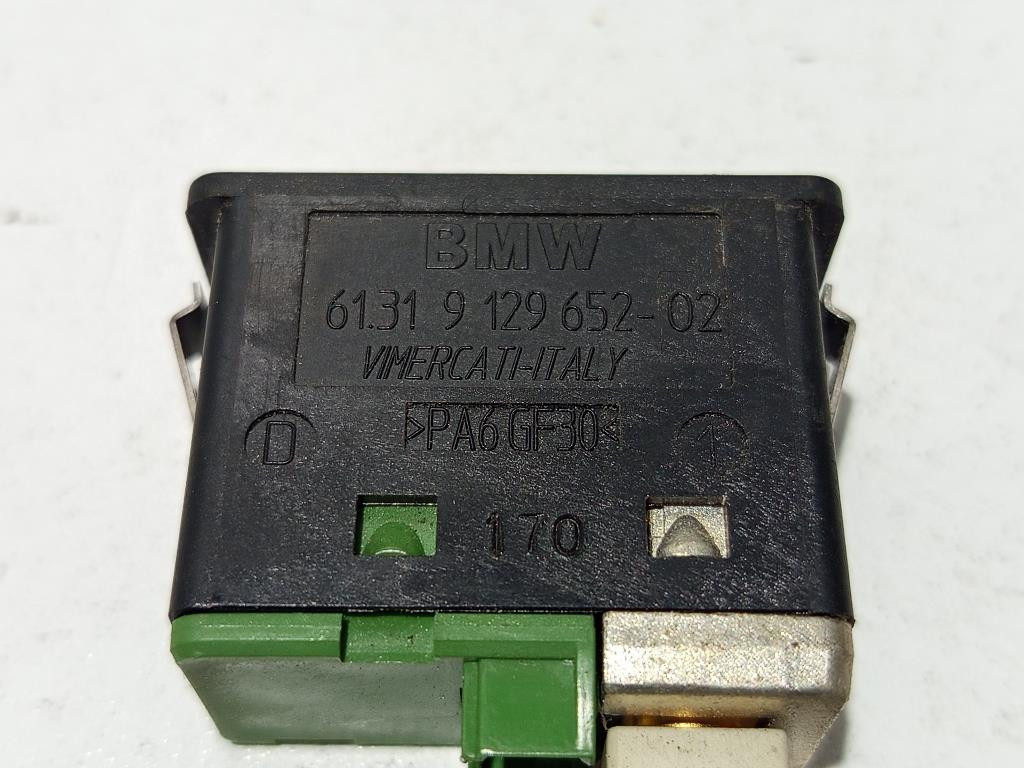 BMW
61.31 9 129 652-02
VIMERCATI-ITALY
>PA6 GF30<
D
1
170